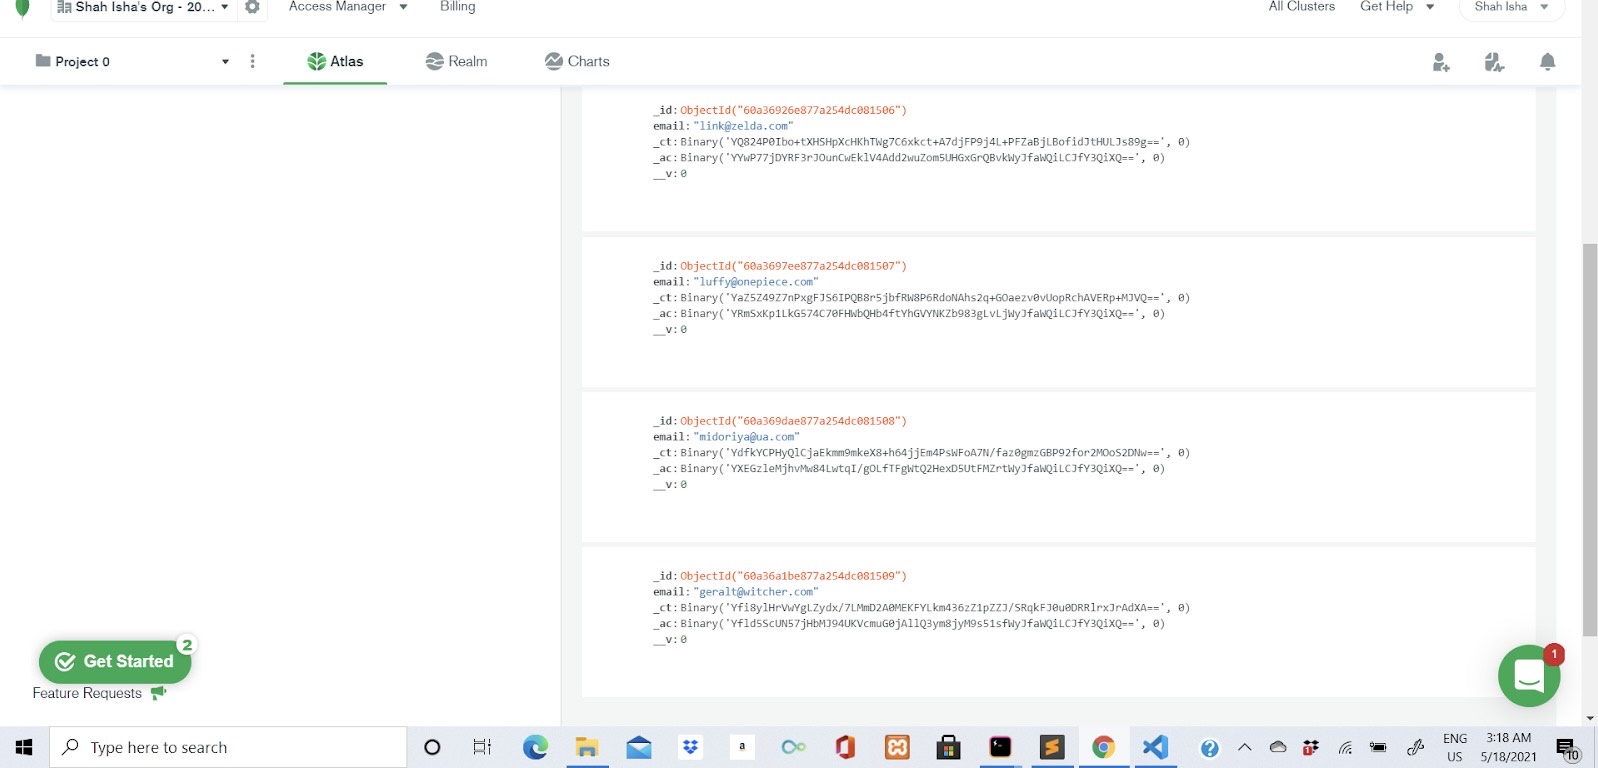 Shah Isha's Org - 20...
Access Manager
Billing
All Clusters
Get Help
Shah Isha
Project 0
Atlas
Realm
Charts
_id: ObjectId("60a36926e877a254dc081506")
email: "link@zelda.com"
_ct: Binary('YQ824P0Ibo+tXHSHpXcHKhTWg7C6xkct+A7djFP9j4L+PFZaBjLBofidJtHULJs89g==', 0)
_ac: Binary('YYwP77jDYRF3rJOunCwEklV4Add2wuZom5UHGxGrQBvkWyJfaWQiLCJfY3QiXQ==', 0)
__v: 0
_id: ObjectId("60a3697ee877a254dc081507")
email: "luffy@onepiece.com"
_ct: Binary('YaZ5Z49Z7nPxgFJS6IPQB8r5jbfRW8P6RdoNAhs2q+GOaezv0vUopRchAVERp+MJVQ==', 0)
_ac: Binary('YRmSxKp1LkG574C70FHWbQHb4ftYhGVYNKZb983gLvLjWyJfaWQiLCJfY3QiXQ==', 0)
__v: 0
_id: ObjectId("60a369dae877a254dc081508")
email: "midoriya@ua.com"
_ct: Binary('YdfkYCPHyQlCjaEkmm9mkeX8+h64jjEm4PsWFoA7N/faz0gmzGBP92for2MOoS2DNw==', 0)
_ac: Binary('YXEGzleMjhvMw84LwtqI/gOLfTFgWtQ2HexD5UtFMZrtWyJfaWQiLCJfY3QiXQ==', 0)
__v: 0
_id: ObjectId("60a36a1be877a254dc081509")
email: "geralt@witcher.com"
_ct: Binary('Yfi8ylHrVwYgLZydx/7LMmD2A0MEKFYLkm436zZ1pZZJ/SRqkFJ0u0DRRlrxJrAdXA==', 0)
_ac: Binary('Yfld5ScUN57jHbMJ94UKVcmuG0jAllQ3ym8jyM9s51sfWyJfaWQiLCJfY3QiXQ==', 0)
__v: 0
2
Get Started
Feature Requests
1
Type here to search
a
1
ENG
US
3:18 AM
5/18/2021
10